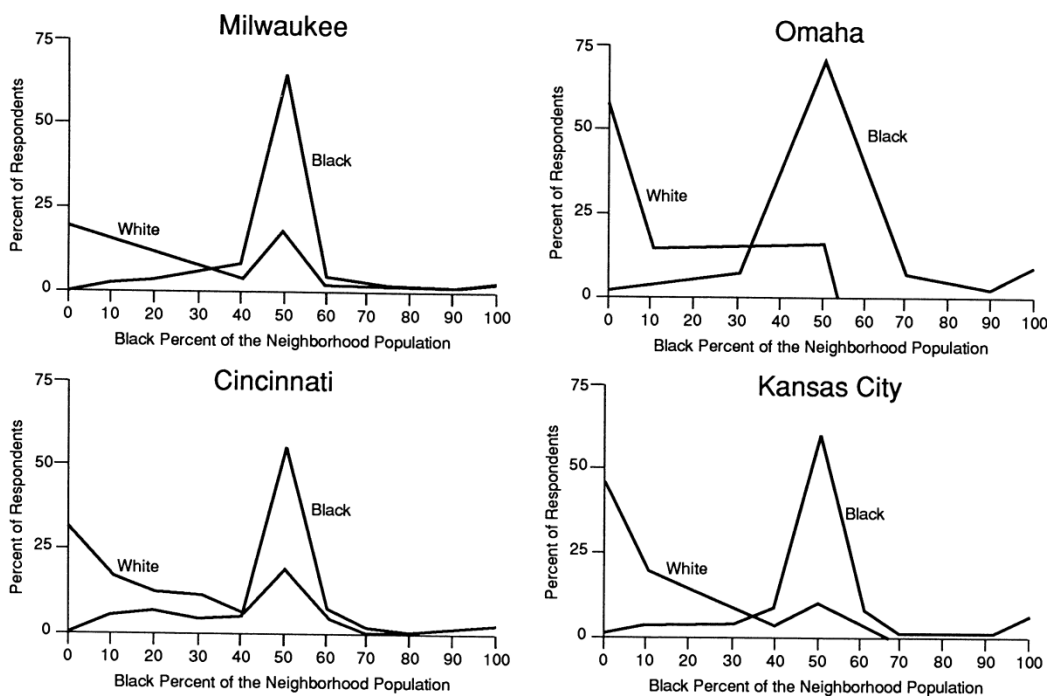 Milwaukee
75
50
25
0
Percent of Respondents
White
Black
0 10 20 30 40 50 60 70 80 90 100
Black Percent of the Neighborhood Population
Omaha
75
50
25
0
Percent of Respondents
White
Black
0 10 20 30 40 50 60 70 80 90 100
Black Percent of the Neighborhood Population
Cincinnati
75
50
25
0
Percent of Respondents
White
Black
0 10 20 30 40 50 60 70 80 90 100
Black Percent of the Neighborhood Population
Kansas City
75
50
25
0
Percent of Respondents
White
Black
0 10 20 30 40 50 60 70 80 90 100
Black Percent of the Neighborhood Population